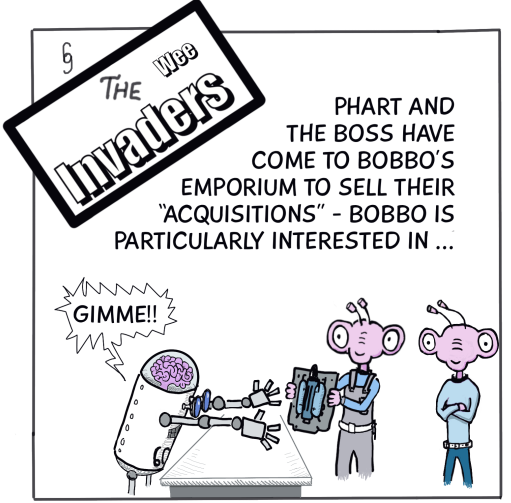 THE
Wee
Invaders
PHART AND
THE BOSS HAVE
COME TO BOBBO'S
EMPORIUM TO SELL THEIR
"ACQUISITIONS" - BOBBO IS
PARTICULARLY INTERESTED IN ...
GIMME!!